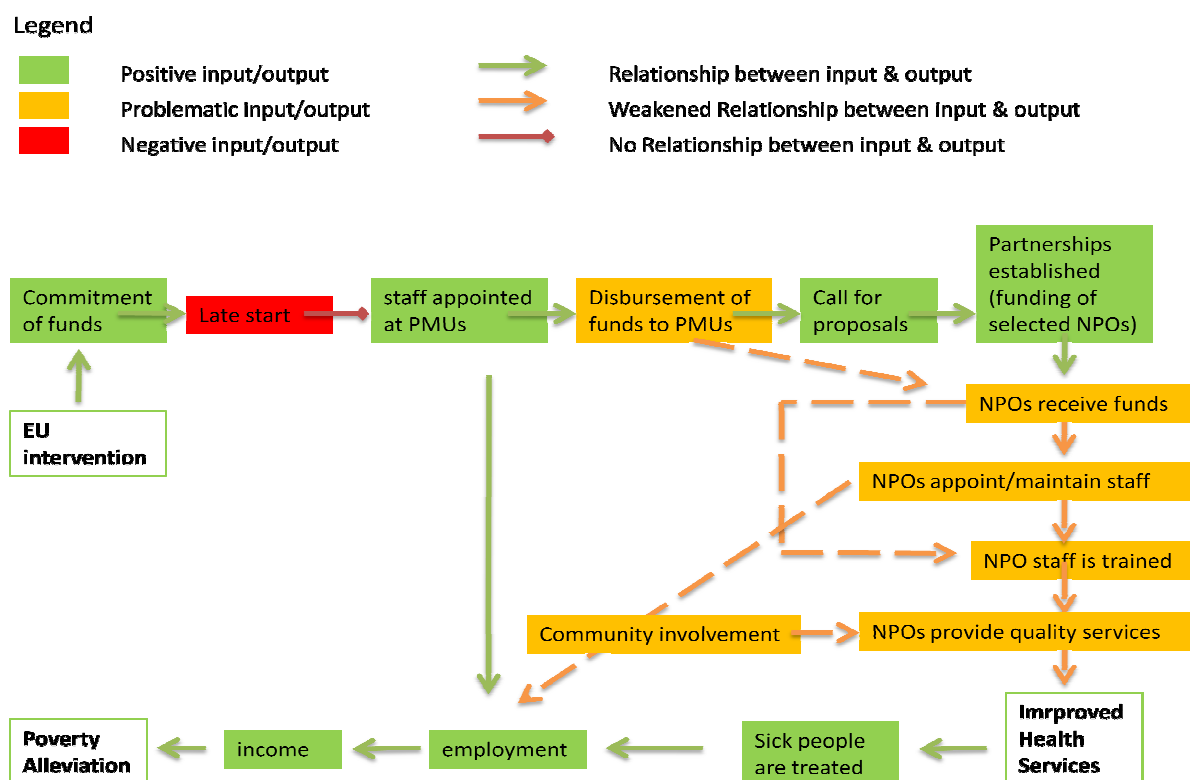 Legend
Positive input/output
Relationship between input & output
Problematic input/output
Weakened Relationship between input & output
Negative input/output
No Relationship between input & output
Commitment
of funds
Late start
staff appointed
at PMUs
Disbursement of
funds to PMUs
Call for
proposals
Partnerships
established
(funding of
selected NPOs)
EU
intervention
NPOs receive funds
NPOs appoint/maintain staff
NPO staff is trained
Community involvement
NPOs provide quality services
Poverty
Alleviation
income
employment
Sick people
are treated
Imrproved
Health
Services